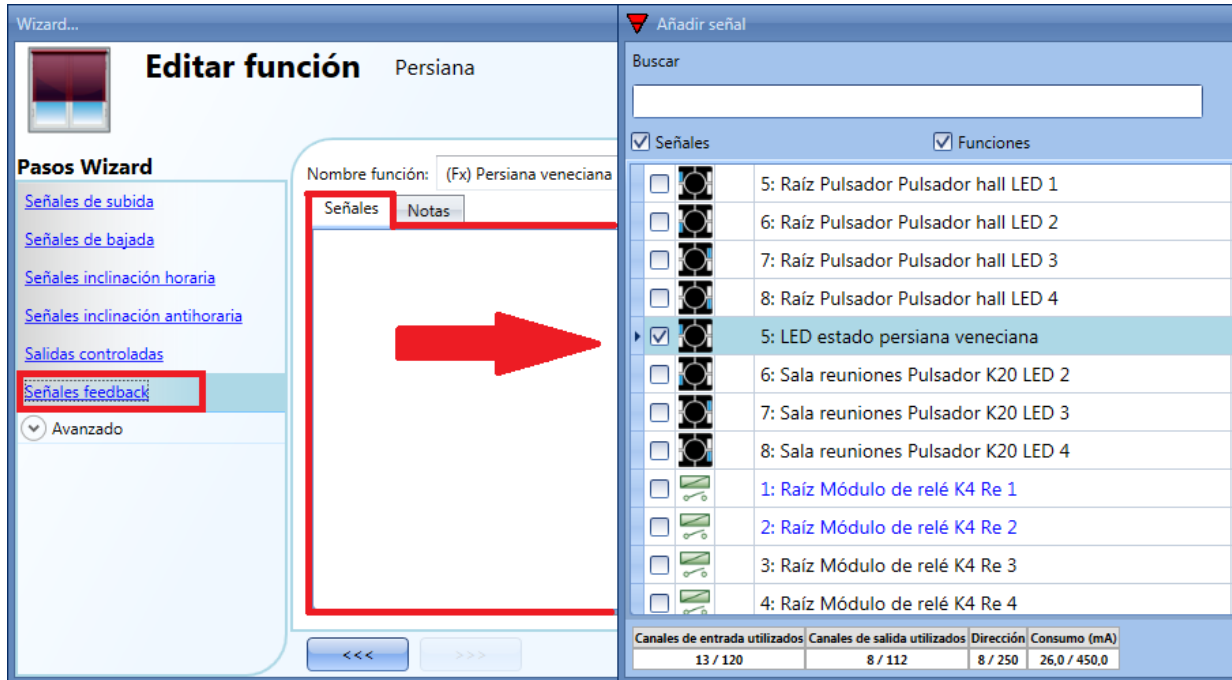 Wizard...
Editar función Persiana
Pasos Wizard
Señales de subida
Señales de bajada
Señales inclinación horaria
Señales inclinación antihoraria
Salidas controladas
Señales feedback
Avanzado
Nombre función: (Fx) Persiana veneciana
Señales Notas
<<< >>>
Añadir señal
Buscar
Señales Funciones
5: Raíz Pulsador Pulsador hall LED 1
6: Raíz Pulsador Pulsador hall LED 2
7: Raíz Pulsador Pulsador hall LED 3
8: Raíz Pulsador Pulsador hall LED 4
5: LED estado persiana veneciana
6: Sala reuniones Pulsador K20 LED 2
7: Sala reuniones Pulsador K20 LED 3
8: Sala reuniones Pulsador K20 LED 4
1: Raíz Módulo de relé K4 Re 1
2: Raíz Módulo de relé K4 Re 2
3: Raíz Módulo de relé K4 Re 3
4: Raíz Módulo de relé K4 Re 4
Canales de entrada utilizados Canales de salida utilizados Dirección Consumo (mA)
13 / 120 8 / 112 8 / 250 26,0 / 450,0